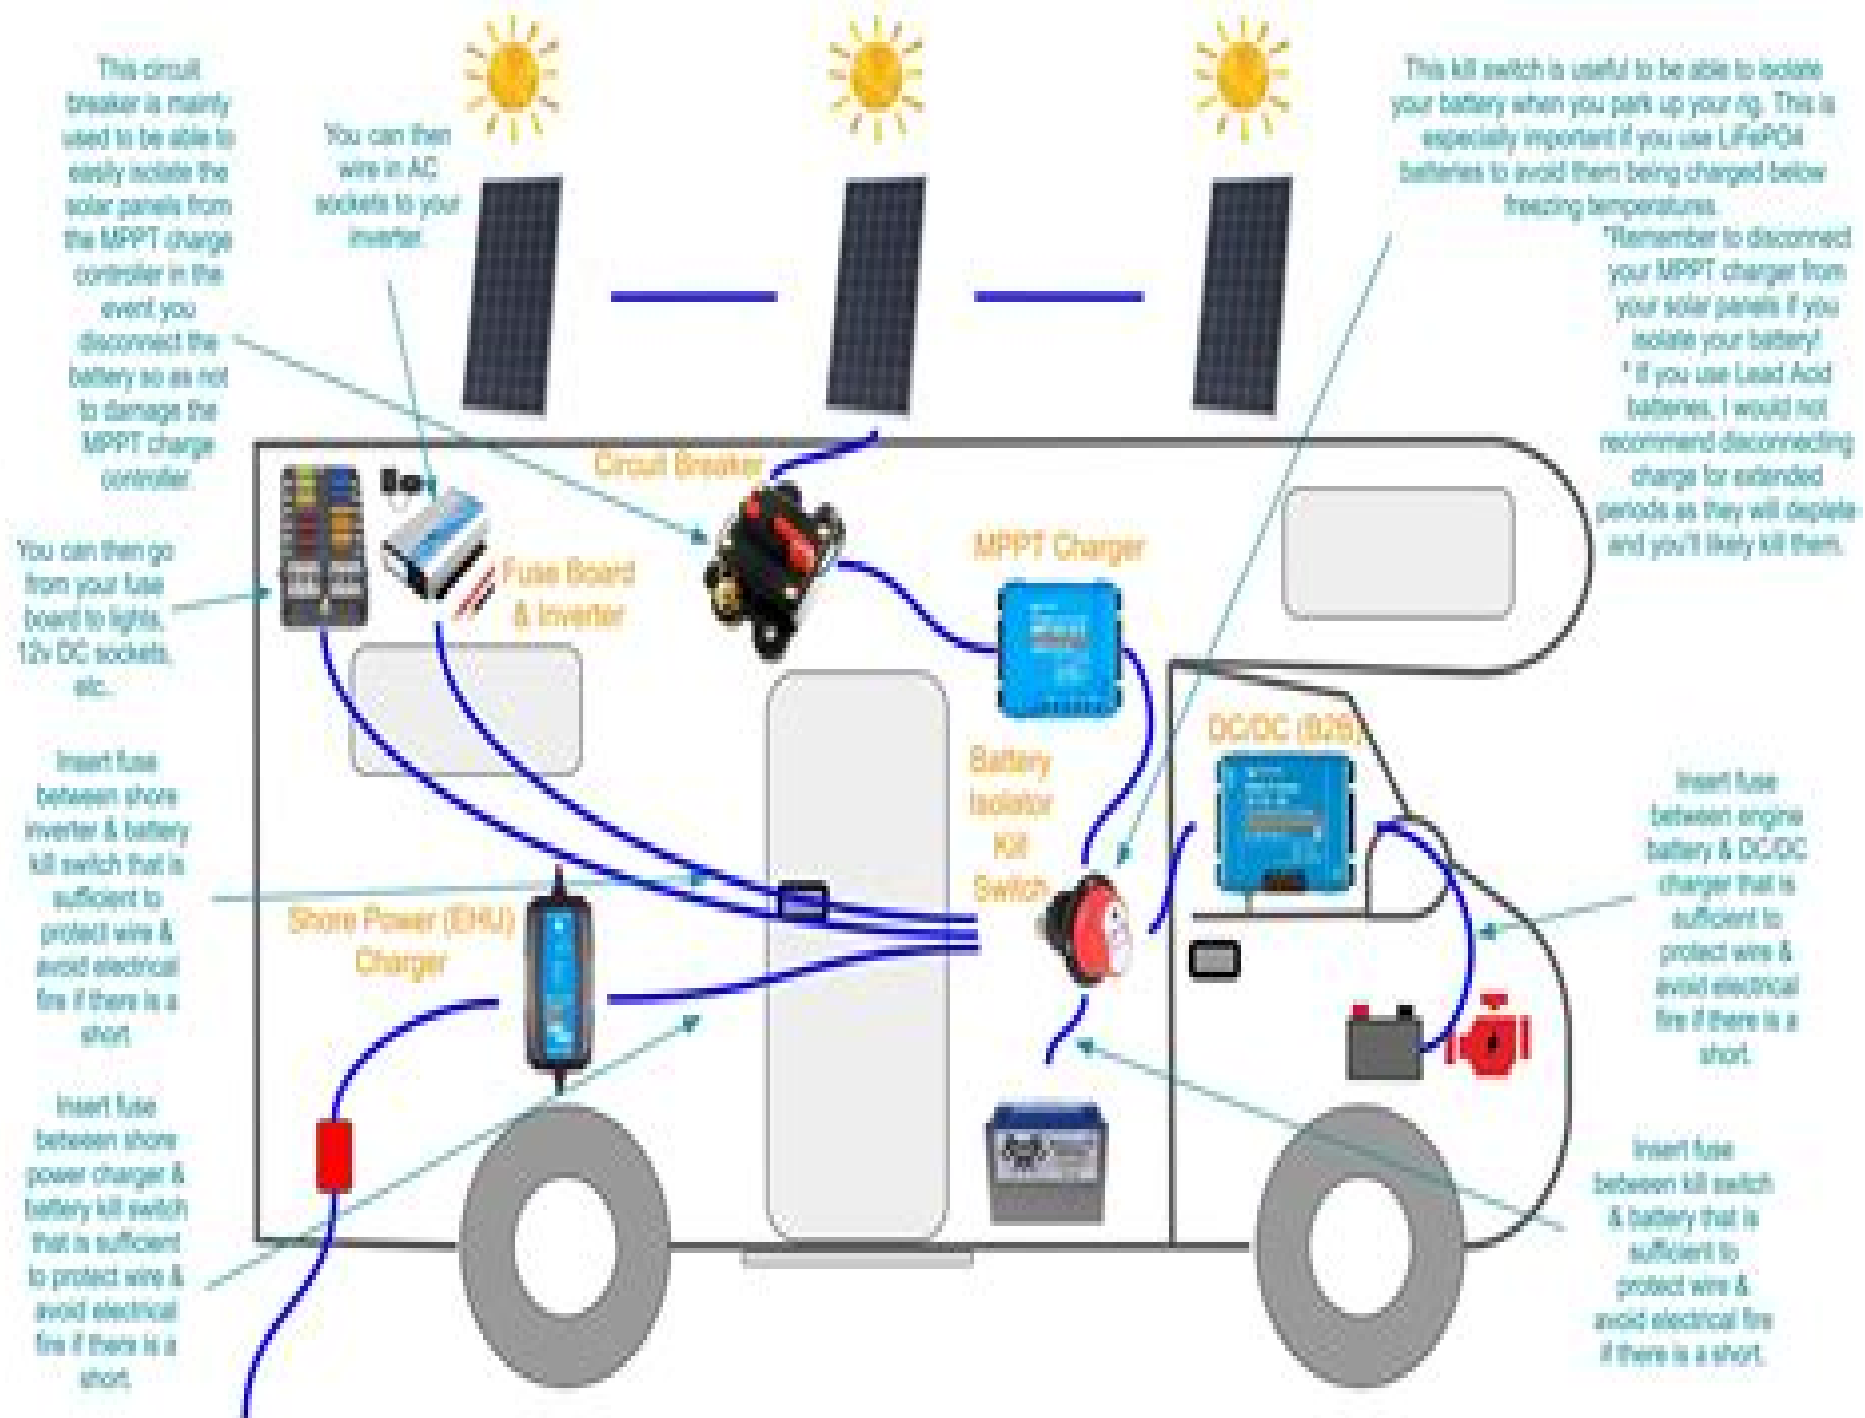 This circuit
breaker is mainly
used to be able to
easily isolate the
solar panels from
the MPPT charge
controller in the
event you
disconnect the
battery so as not
to damage the
MPPT charge
controller.
You can then
wire in AC
sockets to your
inverter.
This kill switch is useful to be able to isolate
your battery when you park up your rig. This is
especially important if you use LiFePO4
batteries to avoid them being charged below
freezing temperatures.
*Remember to disconnect
your MPPT charger from
your solar panels if you
isolate your battery!
* If you use Lead Acid
batteries, I would not
recommend disconnecting
charge for extended
periods as they will deplete
and you'll likely kill them.
Circuit Breaker
MPPT Charger
Fuse Board
& Inverter
You can then go
from your fuse
board to lights,
12v DC sockets,
etc..
DC/DC (B2B)
Battery
Isolator
Kill
Switch
Insert fuse
between shore
inverter & battery
kill switch that is
sufficient to
protect wire &
avoid electrical
fire if there is a
short.
Shore Power (EHU)
Charger
Insert fuse
between engine
battery & DC/DC
charger that is
sufficient to
protect wire &
avoid electrical
fire if there is a
short.
Insert fuse
between shore
power charger &
battery kill switch
that is sufficient
to protect wire &
avoid electrical
fire if there is a
short.
Insert fuse
between kill switch
& battery that is
sufficient to
protect wire &
avoid electrical fire
if there is a short.